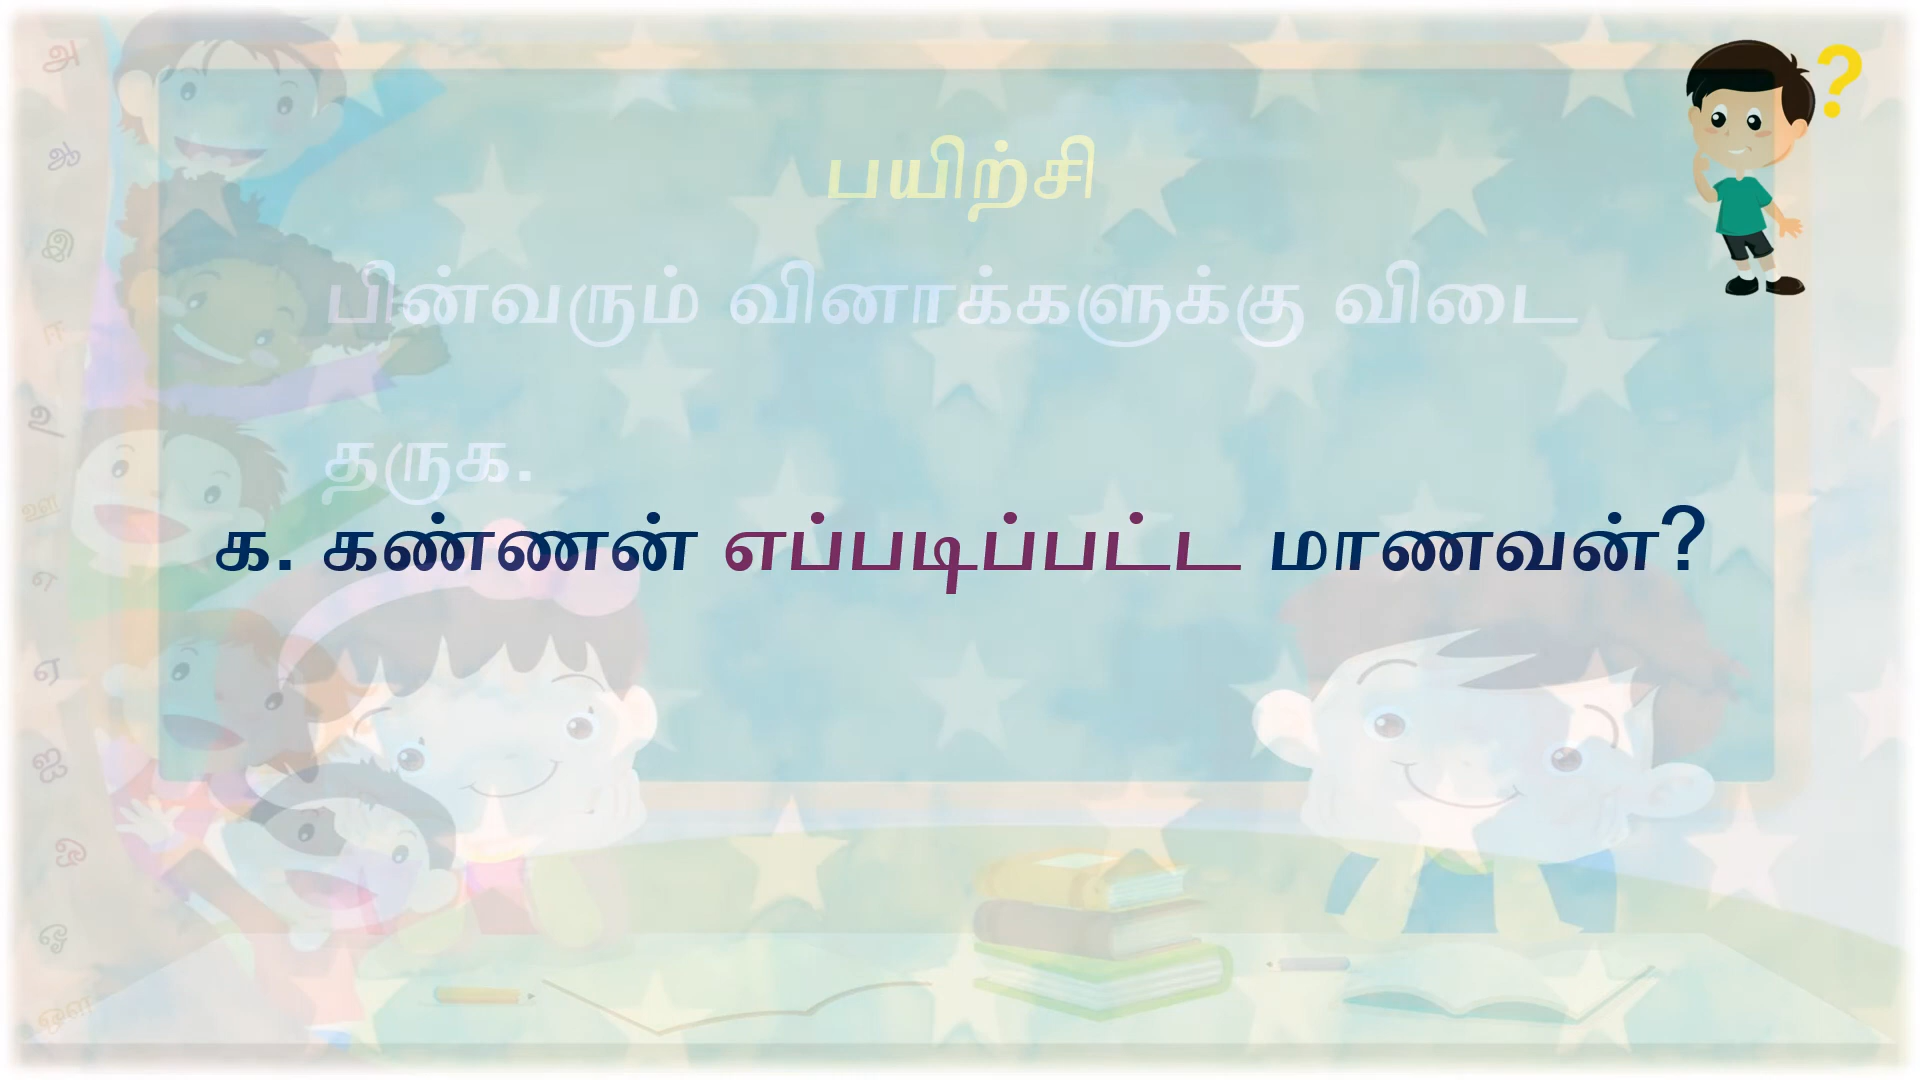 பயிற்சி
பின்வரும் வினாக்களுக்கு விடை
தருக.
க. கண்ணன் எப்படிப்பட்ட மாணவன்?
?
அ
ஆ
இ
ஈ
உ
ஊ
எ
ஏ
ஐ
ஒ
ஓ
ஔ